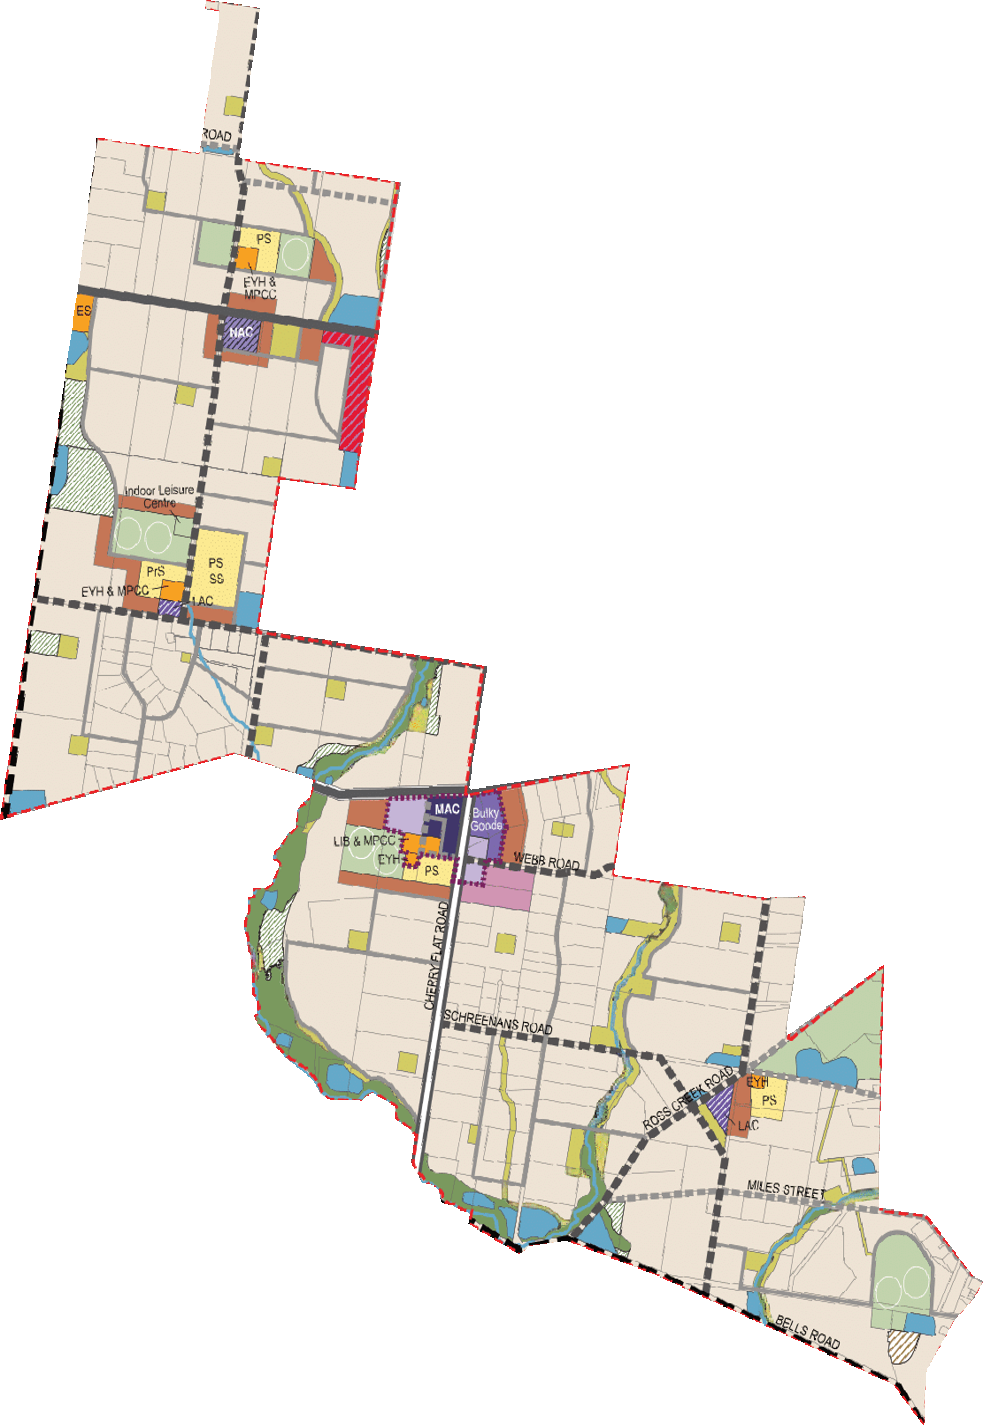 ROAD
PS
EYH &
MPCC
ES
NAC
Indoor Leisure
Centre
PS
SS
PrS
EYH & MPCC
LAC
MAC
Bulky
Goods
LIB & MPCC
EYH
PS
WEBB ROAD
CHERRY FLAT ROAD
SCHREENANS ROAD
ROSS CREEK ROAD
EYH
PS
LAC
MILES STREET
BELLS ROAD